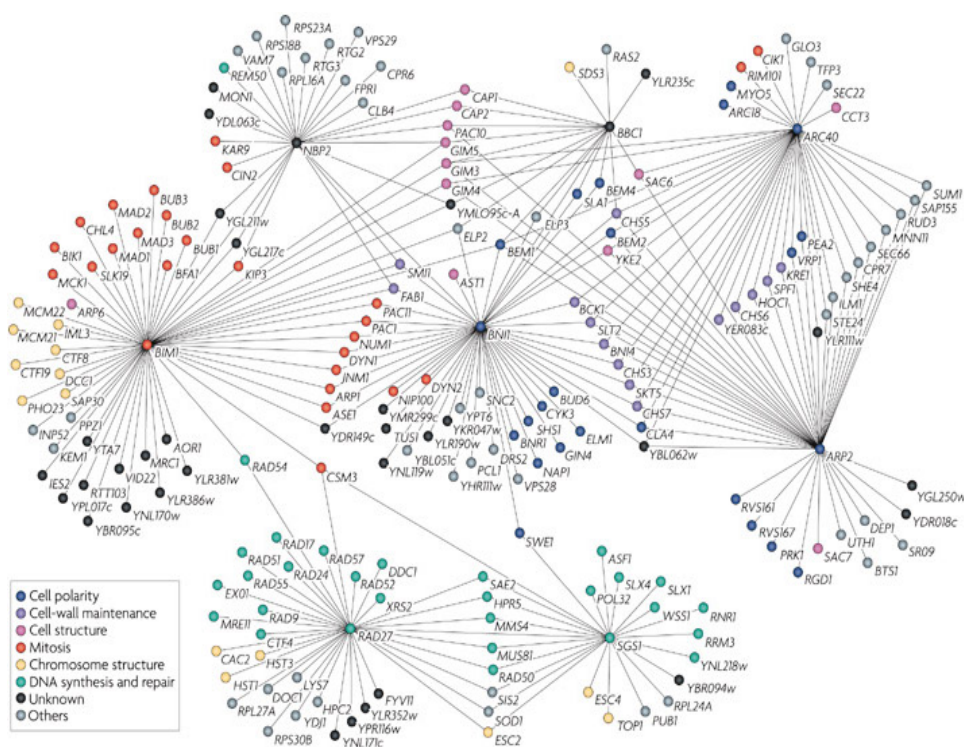 RPS23A
VPS29
RPS18B
RTG2
VAM7
RTG3
CPR6
REM50
RPL16A
FPR1
MON1
CLB4
YDL063c
NBP2
KAR9
CIN2
RAS2
SDS3
YLR235c
CAP1
CAP2
BBC1
PAC10
GIM5
GIM3
GIM4
YMLO95c-A
SAC6
BEM4
SLA1
CHS5
BEM2
YKE2
ELP3
ELP2
BEM1
CIK1
GLO3
RIM101
TFP3
MYO5
SEC22
ARC18
CCT3
ARC40
SUM1
SAP155
RUD3
MNN11
SEC66
CPR7
SHE4
ILM1
STE24
YLR111w
PEA2
VRP1
KRE1
SPF1
HOC1
CHS6
YER083c
BUB3
MAD2
BUB2
CHL4
MAD3
YGL211w
BUB1
YGL217c
BIK1
MAD1
SLK19
BFA1
KIP3
MCK1
SMI1
FAB1
AST1
MCM22
ARP6
MCM21
IML3
BIM1
CTF8
CTF19
DCC1
PHO23
SAP30
PAC11
PAC1
NUM1
DYN1
JNM1
ARP1
ASE1
YDR149c
BNI1
BCK1
SLT2
BNI4
CHS3
SKT5
CHS7
CLA4
YBL062w
INP52
PPZ1
KEM1
YTA7
AOR1
MRC1
IES2
VID22
YLR381w
YPL017c
RTT103
YLR386w
YBR095c
YNL170w
RAD54
CSM3
NIP100
DYN2
SNC2
BUD6
YMR299c
YPT6
CYK3
TUS1
YKR047w
SHS1
YLR190w
BNR1
ELM1
YBL051c
DRS2
GIN4
YNL119w
PCL1
NAP1
YHR111w
VPS28
SWE1
ARP2
YGL250w
RVS161
YDR018c
DEP1
RVS167
UTH1
SR09
PRK1
SAC7
BTS1
RGD1
RAD17
RAD51
RAD57
DDC1
RAD24
RAD55
RAD52
EX01
XRS2
RAD9
MRE11
CTF4
RAD27
CAC2
HST3
HST1
LYS7
DOC1
FYV11
RPL27A
HPC2
YLR352w
YDJ1
YPR116w
RPS30B
YNL171c
SAE2
HPR5
MMS4
MUS81
RAD50
SIS2
SOD1
ESC2
ASF1
SLX4
SLX1
POL32
WSS1
RNR1
RRM3
SGS1
YNL218w
YBR094w
ESC4
RPL24A
TOP1
PUB1
Cell polarity
Cell-wall maintenance
Cell structure
Mitosis
Chromosome structure
DNA synthesis and repair
Unknown
Others